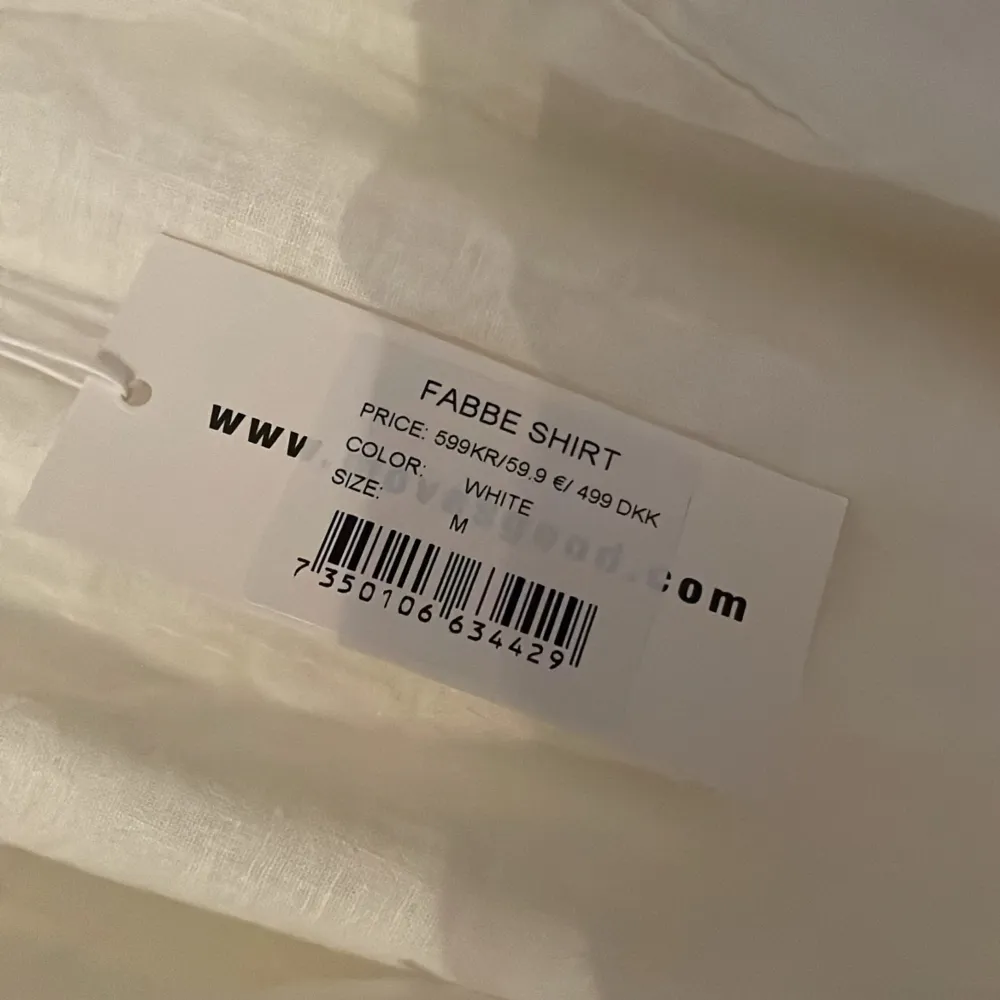 FABBE SHIRT
PRICE: 599KR/59.9 €/ 499 DKK
COLOR: WHITE
SIZE: M
7 350106 634429
www
com